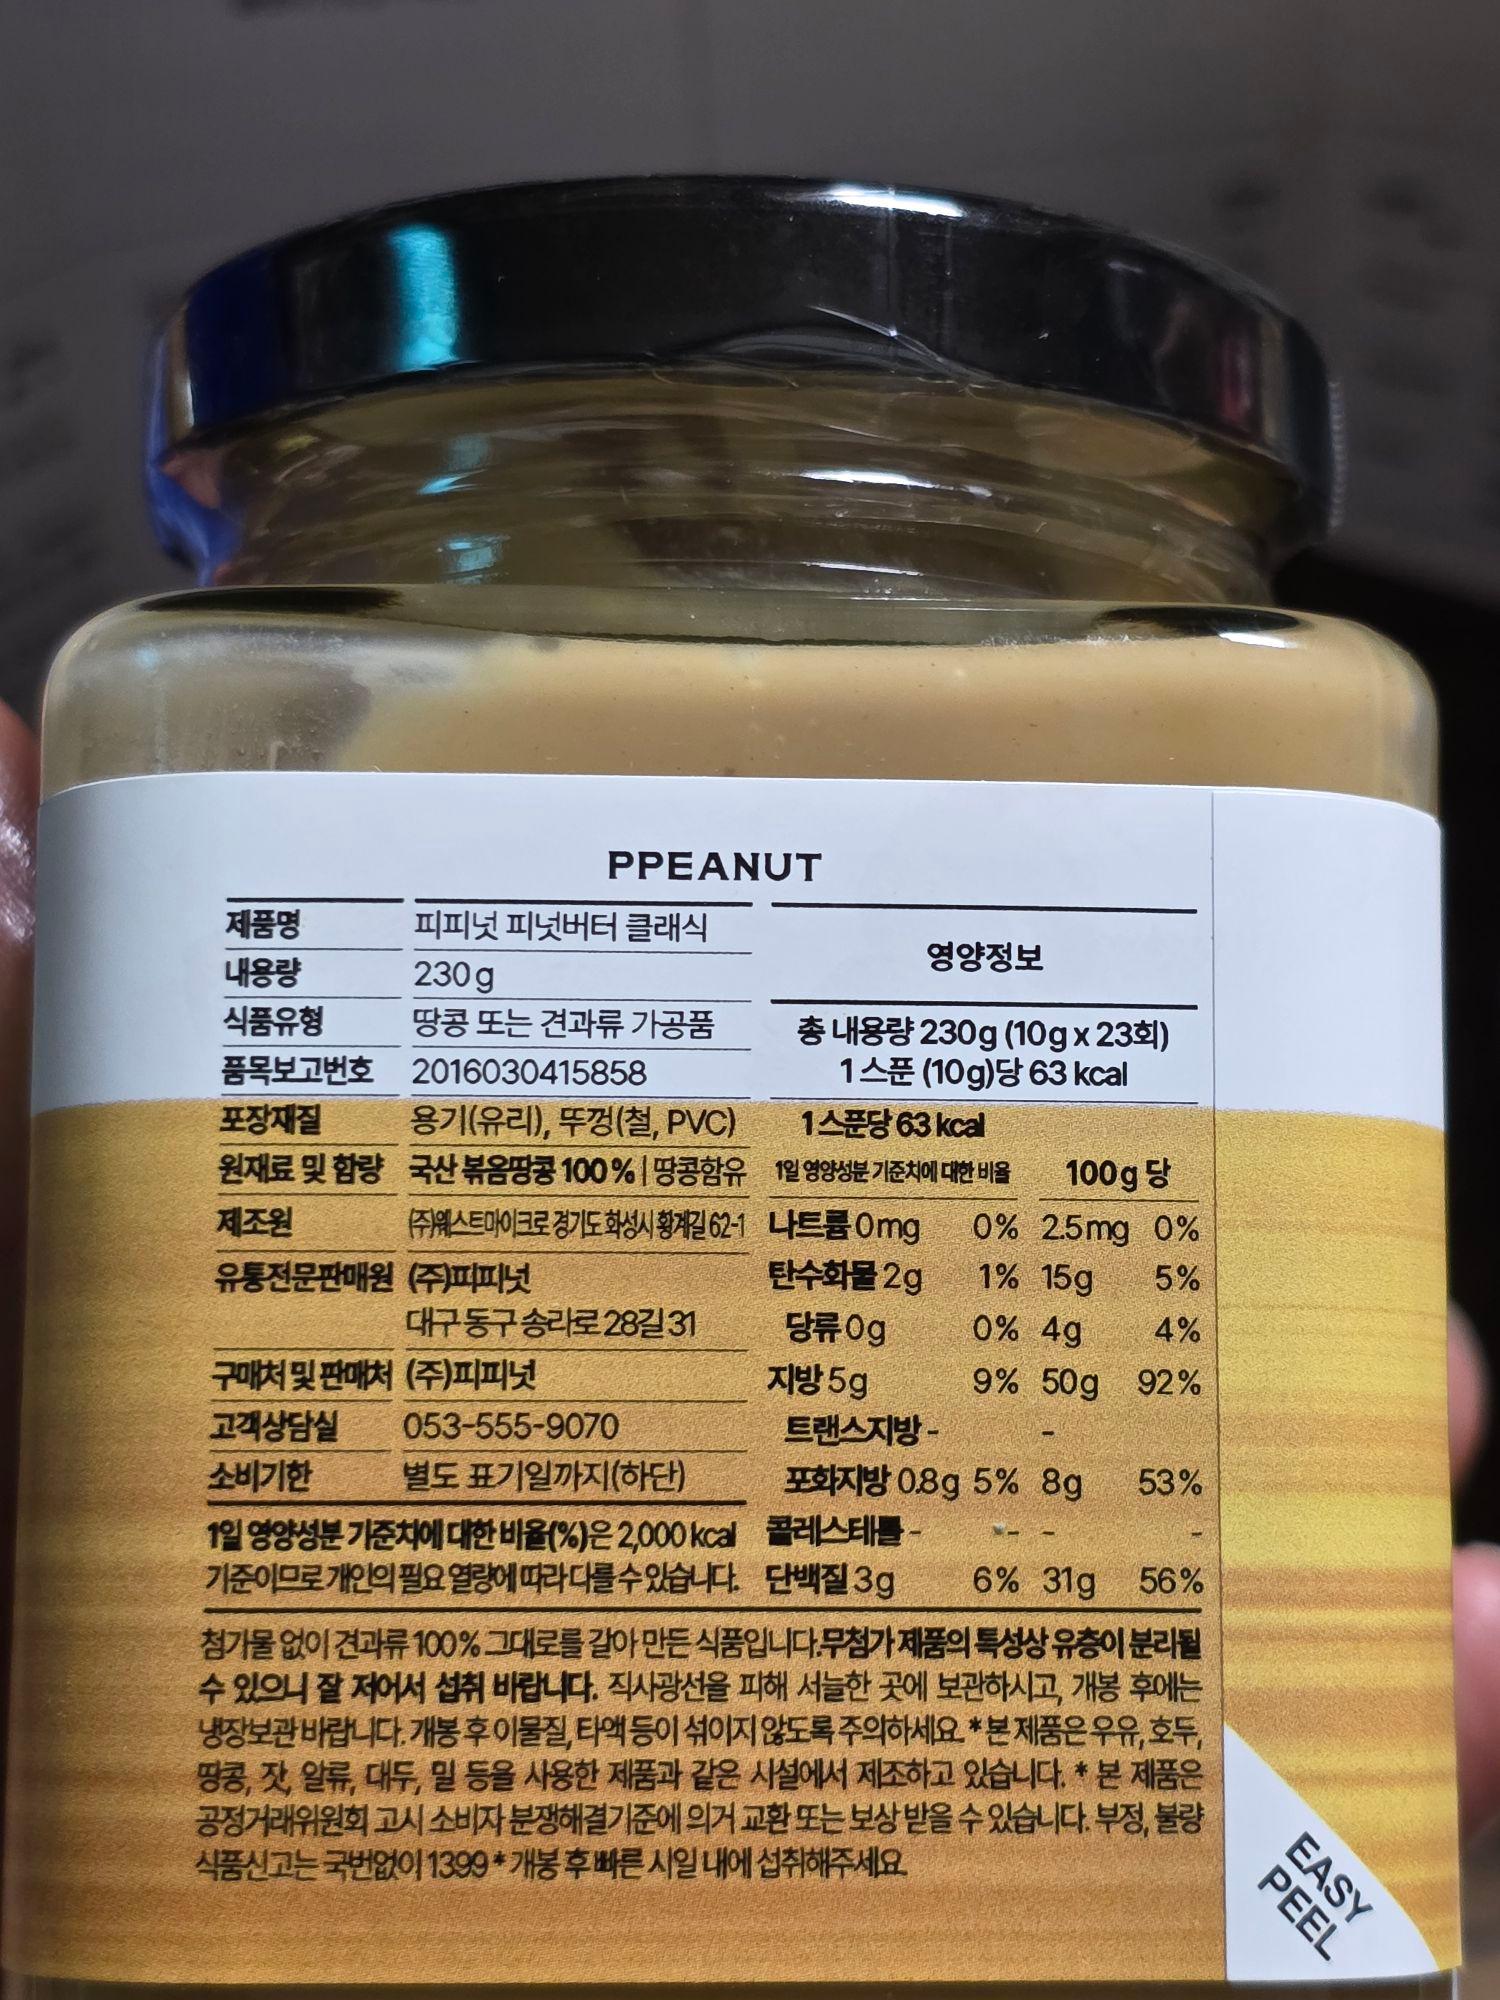 PPEANUT
제품명 피피넛 피넛버터 클래식
내용량 230g
식품유형 땅콩 또는 견과류 가공품
품목보고번호 2016030415858
포장재질 용기(유리), 뚜껑(철, PVC)
원재료 및 함량 국산 볶음땅콩 100% | 땅콩함유
제조원 (주)웨스트마이크로 경기도 화성시 황계길 62-1
유통전문판매원 (주)피피넛
대구 동구 송라로 28길 31
구매처 및 판매처 (주)피피넛
고객상담실 053-555-9070
소비기한 별도 표기일까지(하단)
1일 영양성분 기준치에 대한 비율(%)은 2,000 kcal
기준이므로 개인의 필요 열량에 따라 다를 수 있습니다.
영양정보
총 내용량 230g (10g x 23회)
1 스푼 (10g)당 63 kcal
1스푼당 63 kcal
1일 영양성분 기준치에 대한 비율 100g 당
나트륨 0mg 0% 2.5mg 0%
탄수화물 2g 1% 15g 5%
당류 0g 0% 4g 4%
지방 5g 9% 50g 92%
트랜스지방 - -
포화지방 0.8g 5% 8g 53%
콜레스테롤 - - - -
단백질 3g 6% 31g 56%
첨가물 없이 견과류 100% 그대로를 갈아 만든 식품입니다.무첨가 제품의 특성상 유층이 분리될
수 있으니 잘 저어서 섭취 바랍니다. 직사광선을 피해 서늘한 곳에 보관하시고, 개봉 후에는
냉장보관 바랍니다. 개봉 후 이물질, 타액 등이 섞이지 않도록 주의하세요. *본 제품은 우유, 호두,
땅콩, 잣, 알류, 대두, 밀 등을 사용한 제품과 같은 시설에서 제조하고 있습니다. * 본 제품은
공정거래위원회 고시 소비자 분쟁해결기준에 의거 교환 또는 보상 받을 수 있습니다. 부정, 불량
식품신고는 국번없이 1399 * 개봉 후 빠른 시일 내에 섭취해주세요.
EASY
PEEL